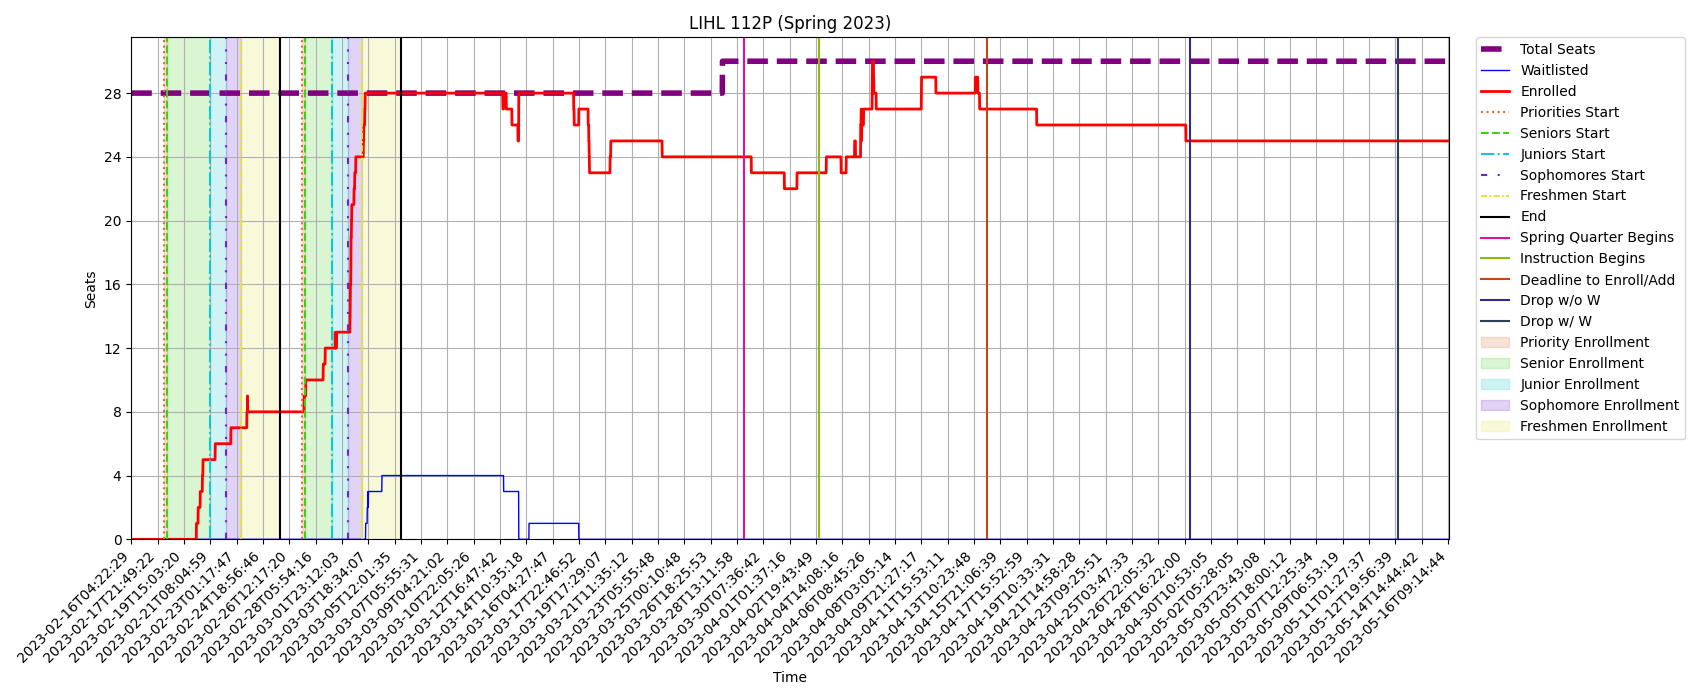 LIHL 112P (Spring 2023)
Seats
28
24
20
16
12
8
4
0
2023-02-16T04:22:29
2023-02-17T21:49:22
2023-02-19T15:03:20
2023-02-21T08:04:59
2023-02-23T01:17:47
2023-02-24T18:56:46
2023-02-26T12:17:20
2023-02-28T05:54:16
2023-03-01T23:12:03
2023-03-03T18:34:07
2023-03-05T12:01:35
2023-03-07T07:55:31
2023-03-09T04:21:02
2023-03-10T22:05:26
2023-03-12T16:47:42
2023-03-14T10:35:18
2023-03-16T04:27:47
2023-03-17T22:46:52
2023-03-19T17:29:07
2023-03-21T11:35:12
2023-03-23T05:55:48
2023-03-25T00:10:48
2023-03-26T18:25:53
2023-03-28T13:11:58
2023-03-30T07:36:42
2023-04-01T01:37:16
2023-04-02T19:43:49
2023-04-04T14:08:16
2023-04-06T08:45:26
2023-04-08T03:05:14
2023-04-09T21:27:17
2023-04-11T15:53:11
2023-04-13T10:23:48
2023-04-15T21:06:39
2023-04-17T15:52:59
2023-04-19T10:33:31
2023-04-21T14:58:28
2023-04-23T09:25:51
2023-04-25T03:47:33
2023-04-26T22:05:32
2023-04-28T16:22:00
2023-04-30T10:53:05
2023-05-02T05:28:05
2023-05-03T23:43:08
2023-05-05T18:00:12
2023-05-07T12:25:34
2023-05-09T06:53:19
2023-05-11T01:27:37
2023-05-12T19:56:39
2023-05-14T14:44:42
2023-05-16T09:14:44
Time
Total Seats
Waitlisted
Enrolled
Priorities Start
Seniors Start
Juniors Start
Sophomores Start
Freshmen Start
End
Spring Quarter Begins
Instruction Begins
Deadline to Enroll/Add
Drop w/o W
Drop w/ W
Priority Enrollment
Senior Enrollment
Junior Enrollment
Sophomore Enrollment
Freshmen Enrollment